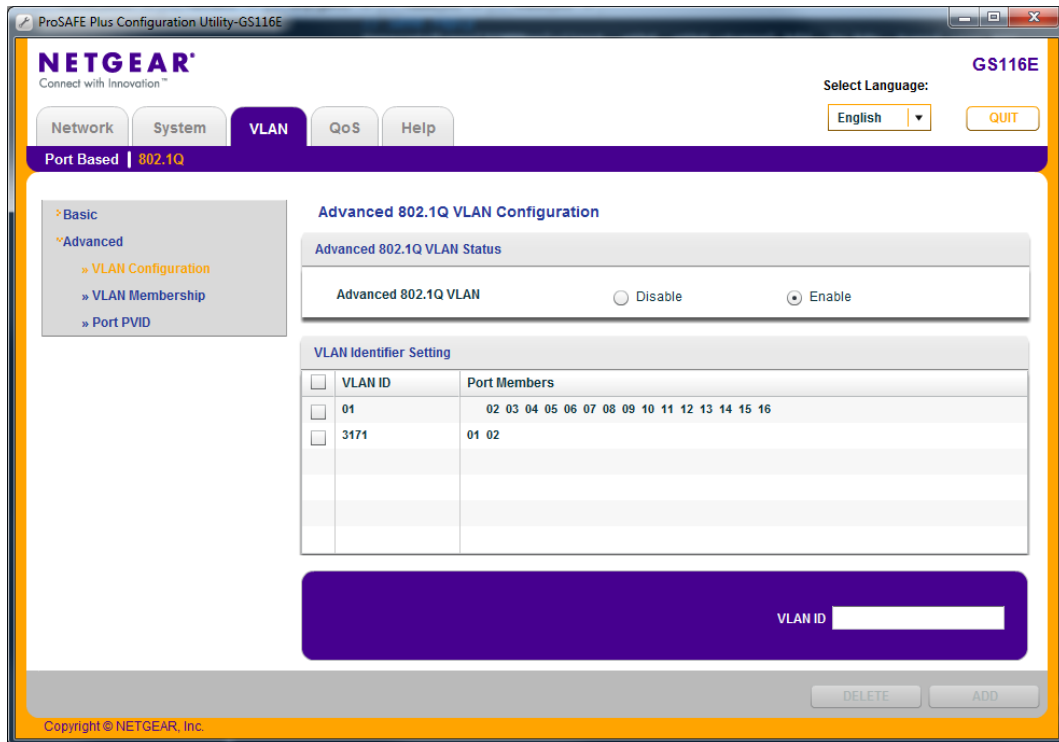 ProSAFE Plus Configuration Utility-GS116E
NETGEAR®
Connect with Innovation™
GS116E
Select Language:
English
QUIT
Network System VLAN QoS Help
Port Based 802.1Q
Basic
Advanced
» VLAN Configuration
» VLAN Membership
» Port PVID
Advanced 802.1Q VLAN Configuration
Advanced 802.1Q VLAN Status
Advanced 802.1Q VLAN Disable Enable
VLAN Identifier Setting
VLAN ID Port Members
01 02 03 04 05 06 07 08 09 10 11 12 13 14 15 16
3171 01 02
VLAN ID
DELETE ADD
Copyright © NETGEAR, Inc.